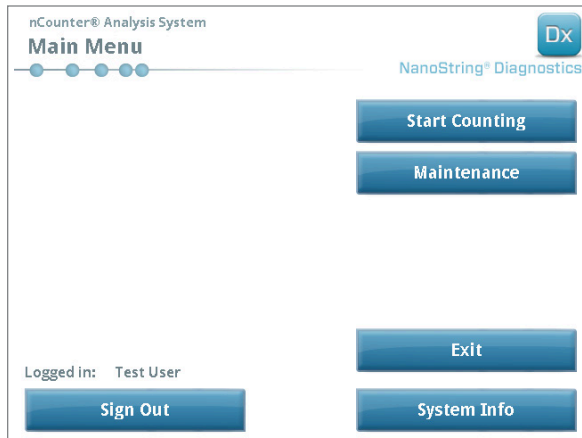 nCounter® Analysis System
Main Menu
Dx
NanoString® Diagnostics
Start Counting
Maintenance
Exit
Logged in: Test User
Sign Out
System Info